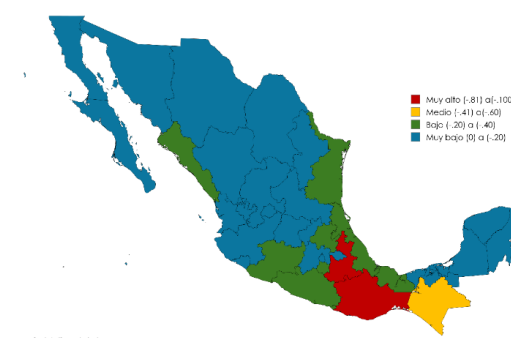 Muy alto (-.81) a(-.100
Medio (-.41) a(-.60)
Bajo (-.20) a (-.40)
Muy bajo (0) a (-.20)